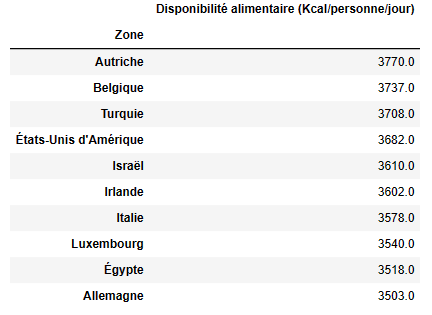 Disponibilité alimentaire (Kcal/personne/jour)
Zone
Autriche 3770.0
Belgique 3737.0
Turquie 3708.0
États-Unis d'Amérique 3682.0
Israël 3610.0
Irlande 3602.0
Italie 3578.0
Luxembourg 3540.0
Égypte 3518.0
Allemagne 3503.0